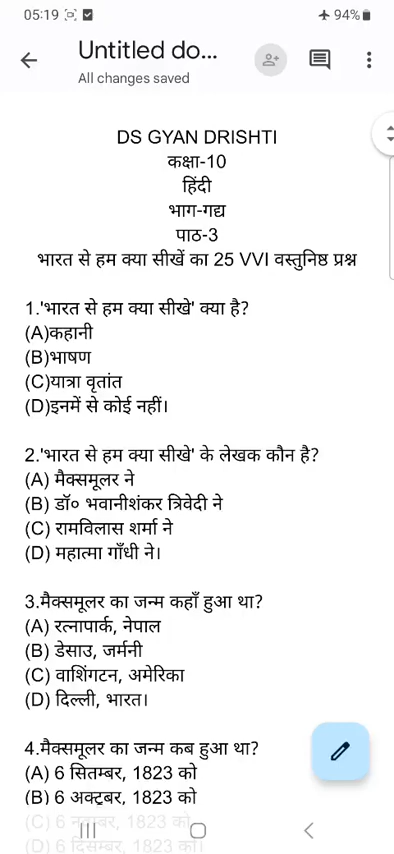 05:19
94%
Untitled do...
All changes saved
DS GYAN DRISHTI
कक्षा-10
हिंदी
भाग-गद्य
पाठ-3
भारत से हम क्या सीखें का 25 VVI वस्तुनिष्ठ प्रश्न
1.'भारत से हम क्या सीखे' क्या है?
(A)कहानी
(B)भाषण
(C)यात्रा वृतांत
(D)इनमें से कोई नहीं।
2.'भारत से हम क्या सीखे' के लेखक कौन है?
(A) मैक्समूलर ने
(B) डॉ० भवानीशंकर त्रिवेदी ने
(C) रामविलास शर्मा ने
(D) महात्मा गाँधी ने।
3.मैक्समूलर का जन्म कहाँ हुआ था?
(A) रत्नापार्क, नेपाल
(B) डेसाउ, जर्मनी
(C) वाशिंगटन, अमेरिका
(D) दिल्ली, भारत।
4.मैक्समूलर का जन्म कब हुआ था?
(A) 6 सितम्बर, 1823 को
(B) 6 अक्टूबर, 1823 को
(C) 6 नवम्बर, 1823 को
(D) 6 दिसम्बर, 1823 को।